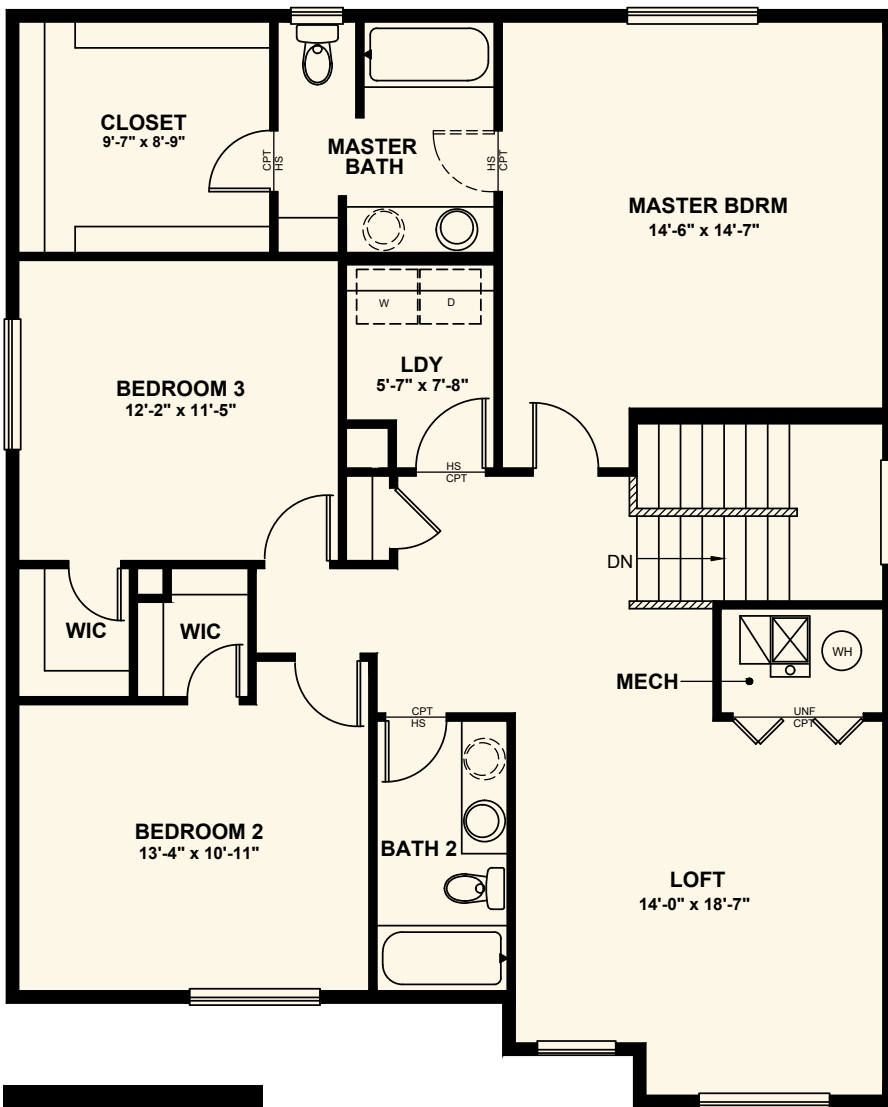 CLOSET
9'-7" x 8'-9"
CPT
HS
MASTER
BATH
HS
CPT
MASTER BDRM
14'-6" x 14'-7"
W
D
LDY
5'-7" x 7'-8"
HS
CPT
BEDROOM 3
12'-2" x 11'-5"
DN
WIC
WIC
WH
MECH
UNF
CPT
CPT
HS
BEDROOM 2
13'-4" x 10'-11"
BATH 2
LOFT
14'-0" x 18'-7"